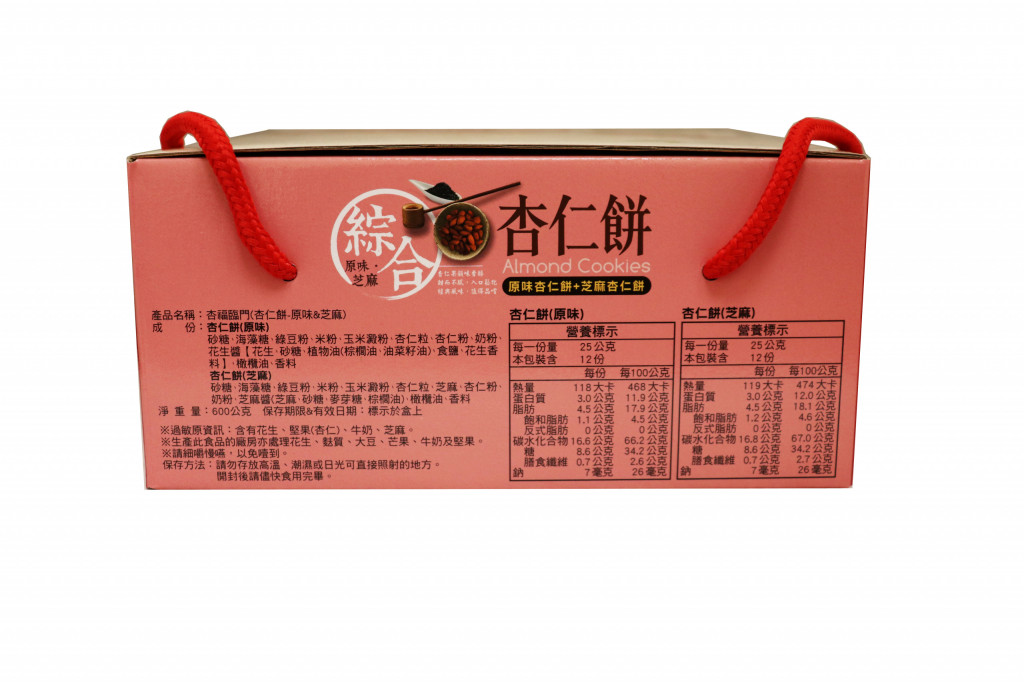 綜合
原味・芝麻
杏仁餅
Almond Cookies
原味杏仁餅+芝麻杏仁餅
產品名稱：杏福臨門(杏仁餅-原味&芝麻)
成　份：杏仁餅(原味)
砂糖、海藻糖、綠豆粉、米粉、玉米澱粉、杏仁粒、杏仁粉、奶粉、
花生醬【花生、砂糖、植物油(棕櫚油、油菜籽油)、食鹽、花生香
料】、橄欖油、香料
杏仁餅(芝麻)
砂糖、海藻糖、綠豆粉、米粉、玉米澱粉、杏仁粒、芝麻、杏仁粉、
奶粉、芝麻醬(芝麻、砂糖、麥芽糖、棕櫚油)、橄欖油、香料
淨 重 量：600公克　保存期限&有效日期：標示於盒上
※過敏原資訊：含有花生、堅果(杏仁)、牛奶、芝麻。
※生產此食品的廠房亦處理花生、麩質、大豆、芒果、牛奶及堅果。
※請細嚼慢嚥，以免噎到。
保存方法：請勿存放高溫、潮濕或日光可直接照射的地方。
開封後請儘快食用完畢。
杏仁餅(原味)
營養標示
每一份量 25公克
本包裝含 12份
每份 每100公克
熱量 118大卡 468大卡
蛋白質 3.0公克 11.9公克
脂肪 4.5公克 17.9公克
飽和脂肪 1.1公克 4.5公克
反式脂肪 0公克 0公克
碳水化合物 16.6公克 66.2公克
糖 8.6公克 34.2公克
膳食纖維 0.7公克 2.6公克
鈉 7毫克 26毫克
杏仁餅(芝麻)
營養標示
每一份量 25公克
本包裝含 12份
每份 每100公克
熱量 119大卡 474大卡
蛋白質 3.0公克 12.0公克
脂肪 4.5公克 18.1公克
飽和脂肪 1.2公克 4.6公克
反式脂肪 0公克 0公克
碳水化合物 16.8公克 67.0公克
糖 8.6公克 34.2公克
膳食纖維 0.7公克 2.7公克
鈉 7毫克 26毫克